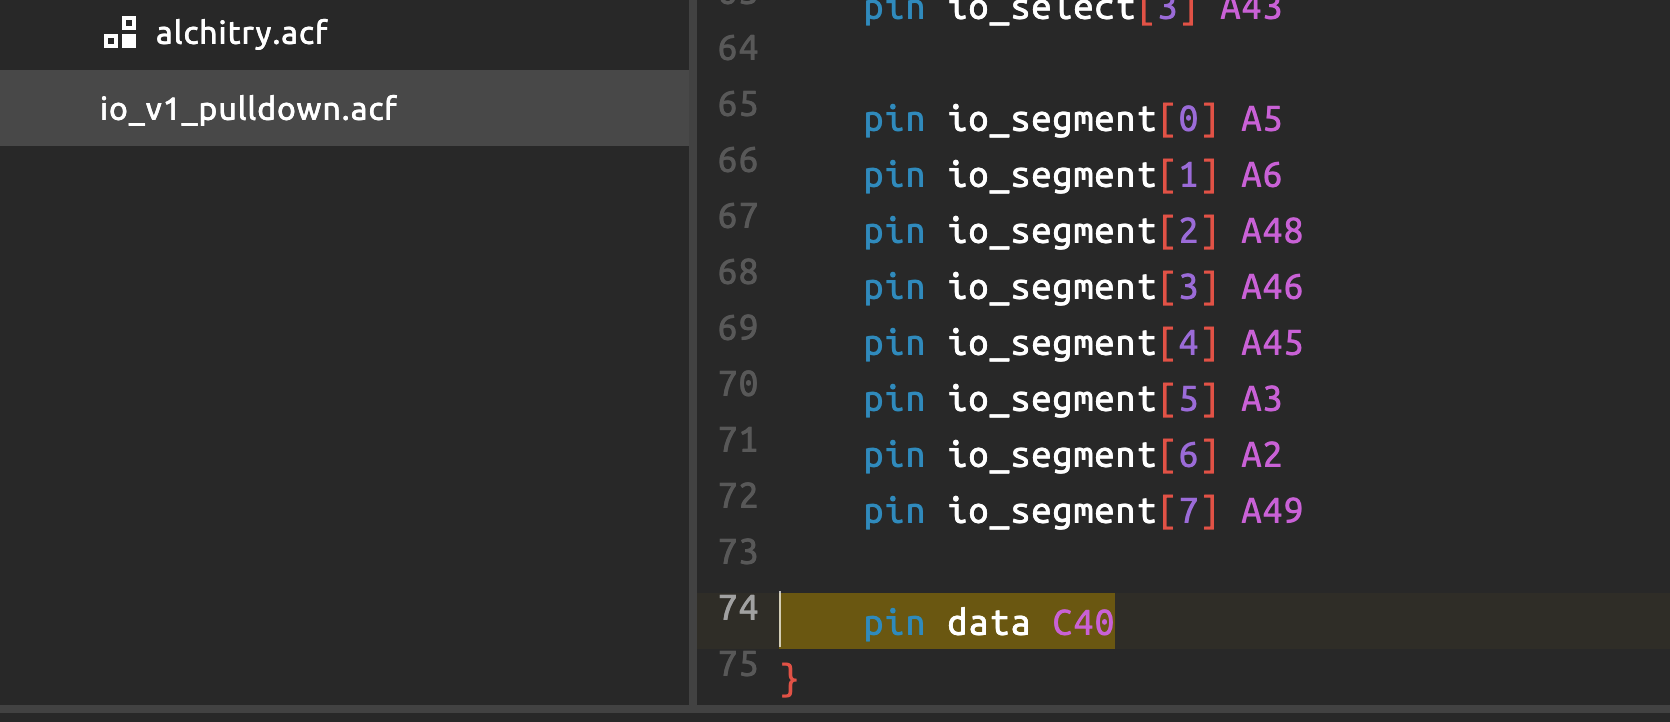 alchitry.acf
io_v1_pulldown.acf
63 pin io_select[3] A43
64
65 pin io_segment[0] A5
66 pin io_segment[1] A6
67 pin io_segment[2] A48
68 pin io_segment[3] A46
69 pin io_segment[4] A45
70 pin io_segment[5] A3
71 pin io_segment[6] A2
72 pin io_segment[7] A49
73
74 pin data C40
75 }